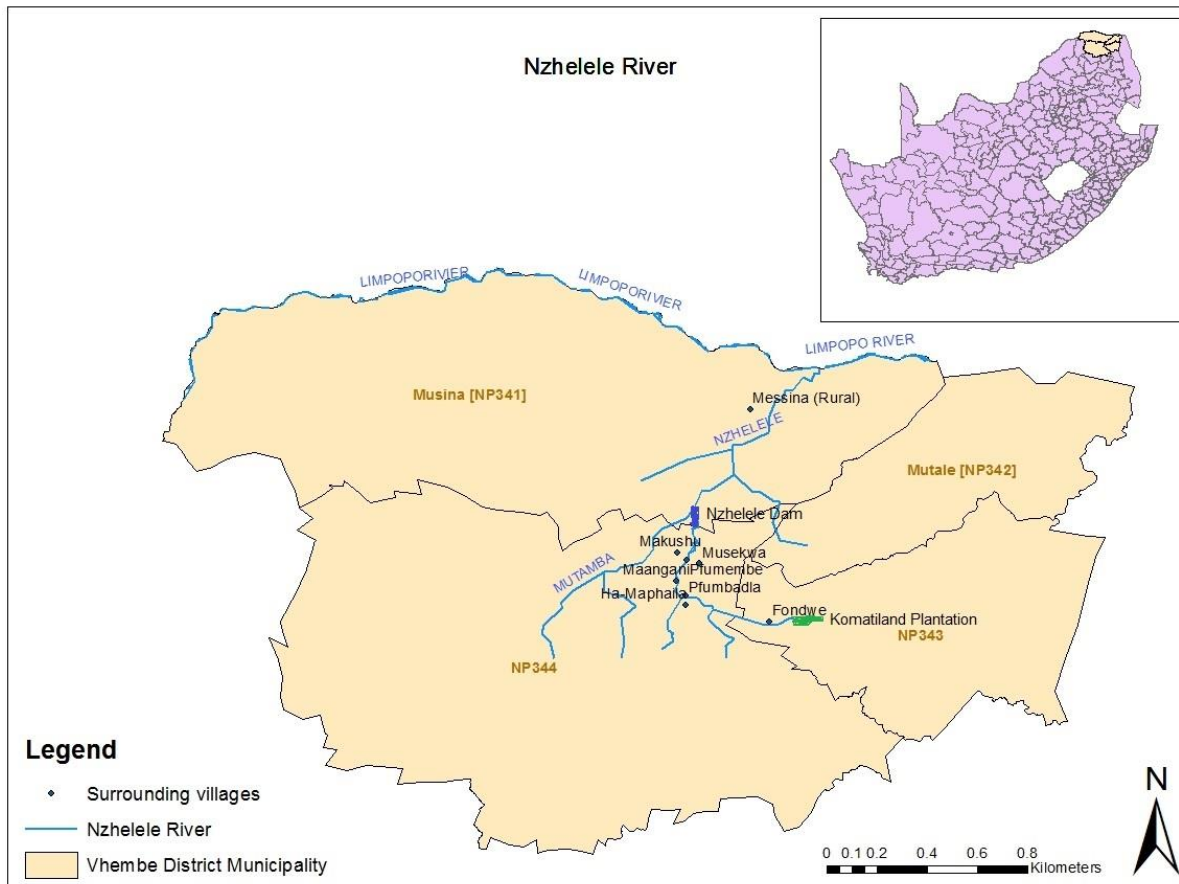 Nzhelele River
LIMPOPORIVIER
LIMPOPORIVIER
LIMPOPO RIVER
Musina [NP341]
Messina (Rural)
NZHELELE
Mutale [NP342]
Nzhelele Dam
Makushu
Musekwa
MUTAMBA
Maangani
Pfumembe
Ha-Maphaila
Pfumbadla
Fondwe
Komatiland Plantation
NP343
NP344
Legend
Surrounding villages
Nzhelele River
Vhembe District Municipality
N
0 0.1 0.2 0.4 0.6 0.8
Kilometers